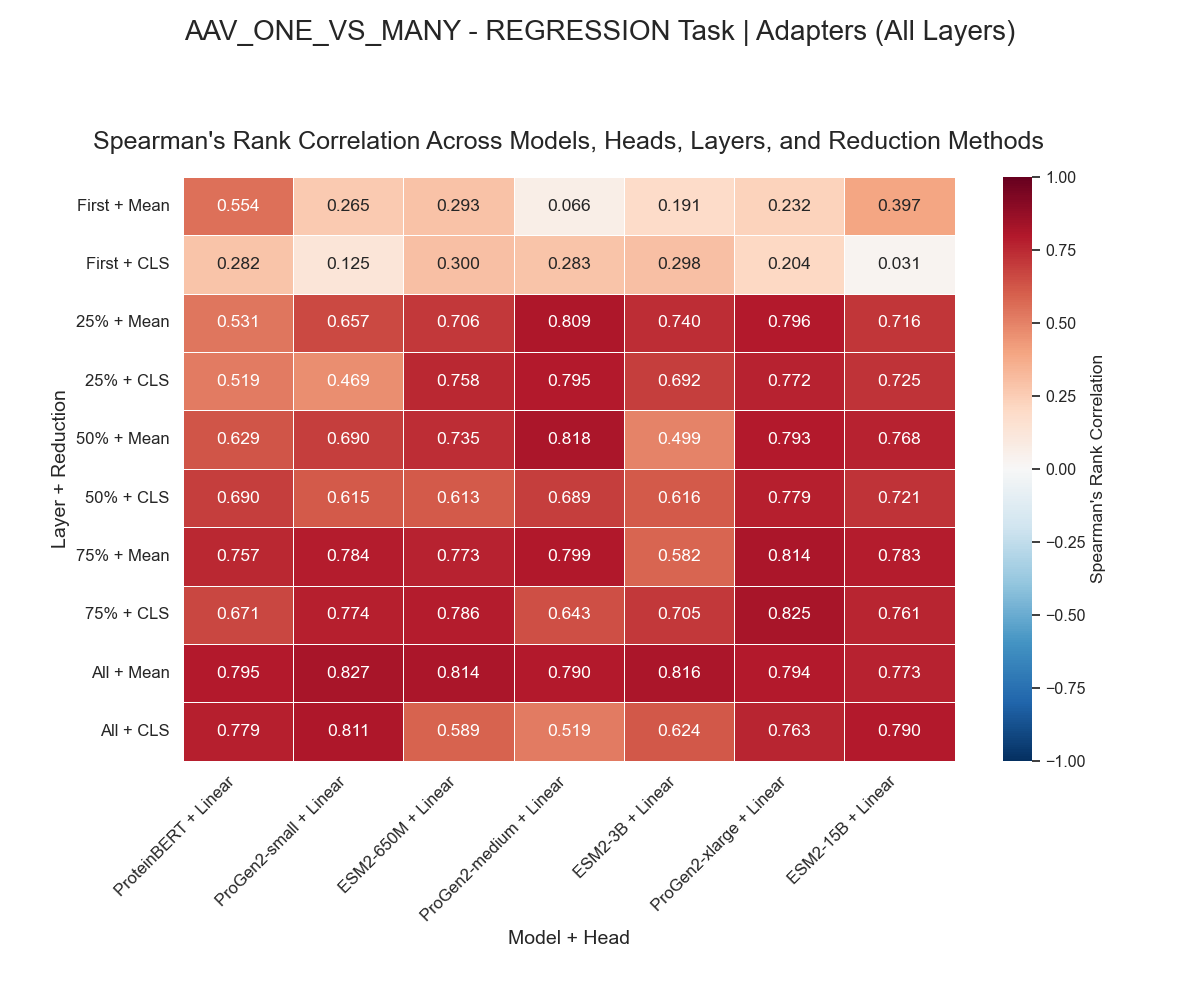 AAV_ONE_VS_MANY - REGRESSION Task | Adapters (All Layers)
Spearman's Rank Correlation Across Models, Heads, Layers, and Reduction Methods
Layer + Reduction
First + Mean 0.554 0.265 0.293 0.066 0.191 0.232 0.397
First + CLS 0.282 0.125 0.300 0.283 0.298 0.204 0.031
25% + Mean 0.531 0.657 0.706 0.809 0.740 0.796 0.716
25% + CLS 0.519 0.469 0.758 0.795 0.692 0.772 0.725
50% + Mean 0.629 0.690 0.735 0.818 0.499 0.793 0.768
50% + CLS 0.690 0.615 0.613 0.689 0.616 0.779 0.721
75% + Mean 0.757 0.784 0.773 0.799 0.582 0.814 0.783
75% + CLS 0.671 0.774 0.786 0.643 0.705 0.825 0.761
All + Mean 0.795 0.827 0.814 0.790 0.816 0.794 0.773
All + CLS 0.779 0.811 0.589 0.519 0.624 0.763 0.790
ProteinBERT + Linear
ProGen2-small + Linear
ESM2-650M + Linear
ProGen2-medium + Linear
ESM2-3B + Linear
ProGen2-xlarge + Linear
ESM2-15B + Linear
Model + Head
1.00
0.75
0.50
0.25
0.00
−0.25
−0.50
−0.75
−1.00
Spearman's Rank Correlation